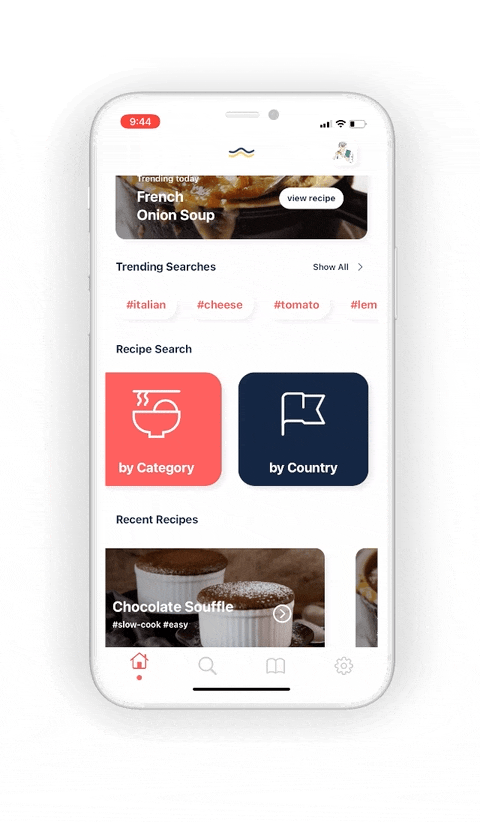 9:44
Trending today
French
Onion Soup
view recipe
Trending Searches
Show All
#italian
#cheese
#tomato
#lem
Recipe Search
by Category
by Country
Recent Recipes
Chocolate Souffle
#slow-cook #easy